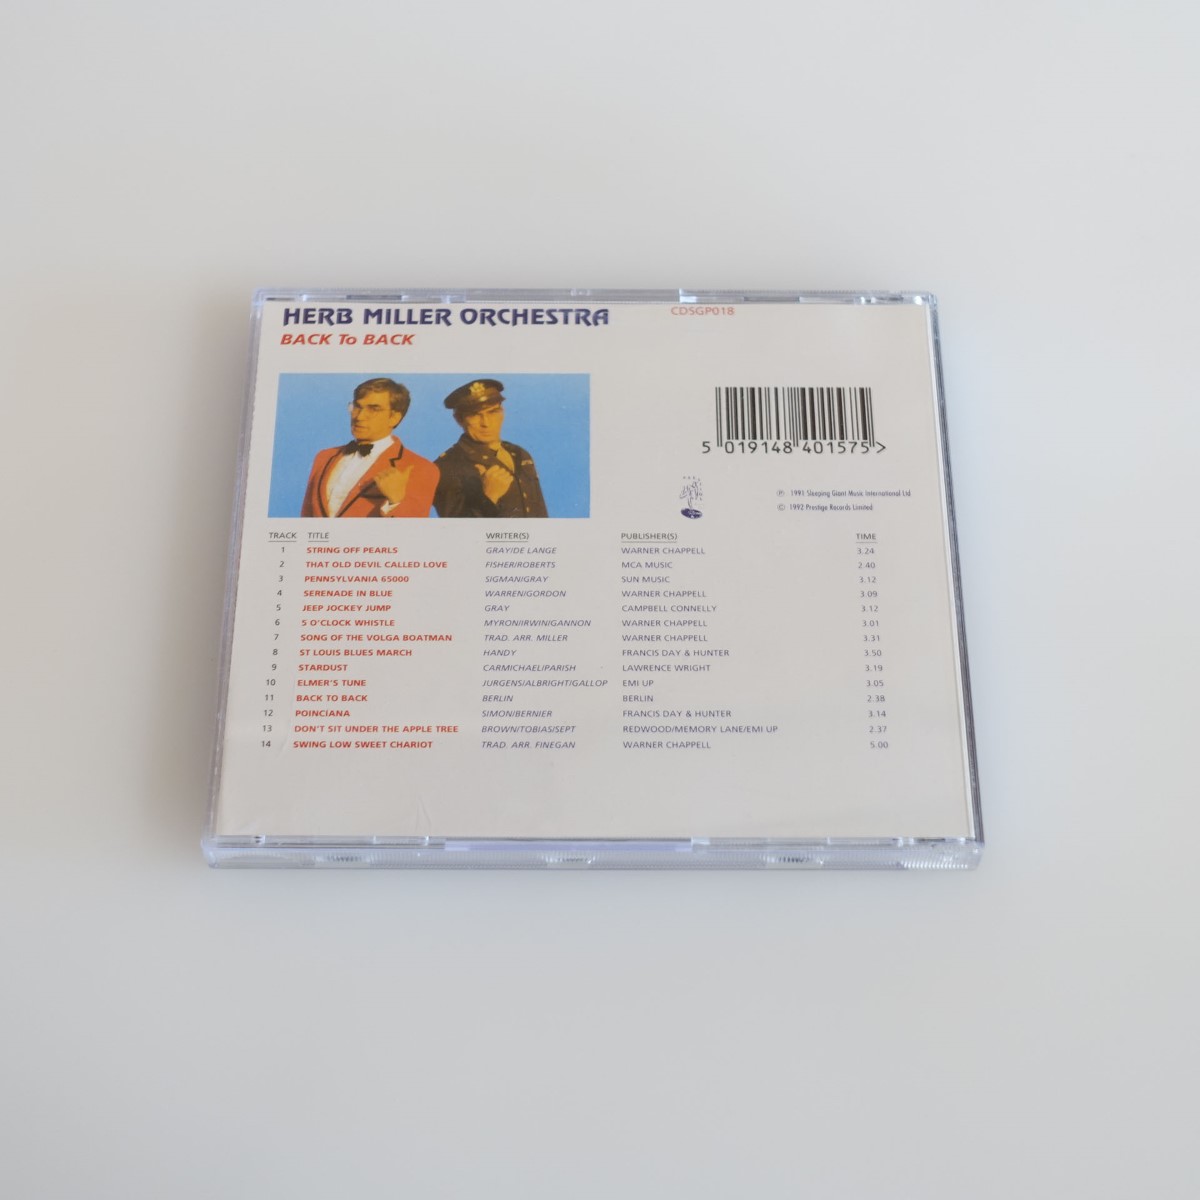 HERB MILLER ORCHESTRA CDSGP018
BACK To BACK
5 019148 401575 >
℗ 1991 Sleeping Giant Music International Ltd
© 1992 Prestige Records Limited
TRACK TITLE WRITER(S) PUBLISHER(S) TIME
1 STRING OFF PEARLS GRAY/DE LANGE WARNER CHAPPELL 3.24
2 THAT OLD DEVIL CALLED LOVE FISHER/ROBERTS MCA MUSIC 2.40
3 PENNSYLVANIA 65000 SIGMAN/GRAY SUN MUSIC 3.12
4 SERENADE IN BLUE WARREN/GORDON WARNER CHAPPELL 3.09
5 JEEP JOCKEY JUMP GRAY CAMPBELL CONNELLY 3.12
6 5 O'CLOCK WHISTLE MYRON/IRWIN/GANNON WARNER CHAPPELL 3.01
7 SONG OF THE VOLGA BOATMAN TRAD. ARR. MILLER WARNER CHAPPELL 3.31
8 ST LOUIS BLUES MARCH HANDY FRANCIS DAY & HUNTER 3.50
9 STARDUST CARMICHAEL/PARISH LAWRENCE WRIGHT 3.19
10 ELMER'S TUNE JURGENS/ALBRIGHT/GALLOP EMI UP 3.05
11 BACK TO BACK BERLIN BERLIN 2.38
12 POINCIANA SIMON/BERNIER FRANCIS DAY & HUNTER 3.14
13 DON'T SIT UNDER THE APPLE TREE BROWN/TOBIAS/SEPT REDWOOD/MEMORY LANE/EMI UP 2.37
14 SWING LOW SWEET CHARIOT TRAD. ARR. FINEGAN WARNER CHAPPELL 5.00